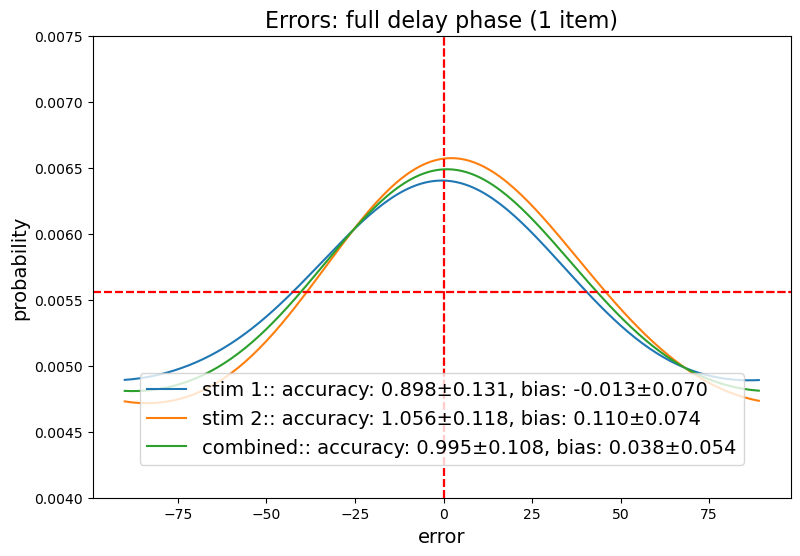 Errors: full delay phase (1 item)
probability
0.0075
0.0070
0.0065
0.0060
0.0055
0.0050
0.0045
0.0040
stim 1:: accuracy: 0.898±0.131, bias: -0.013±0.070
stim 2:: accuracy: 1.056±0.118, bias: 0.110±0.074
combined:: accuracy: 0.995±0.108, bias: 0.038±0.054
−75 −50 −25 0 25 50 75
error